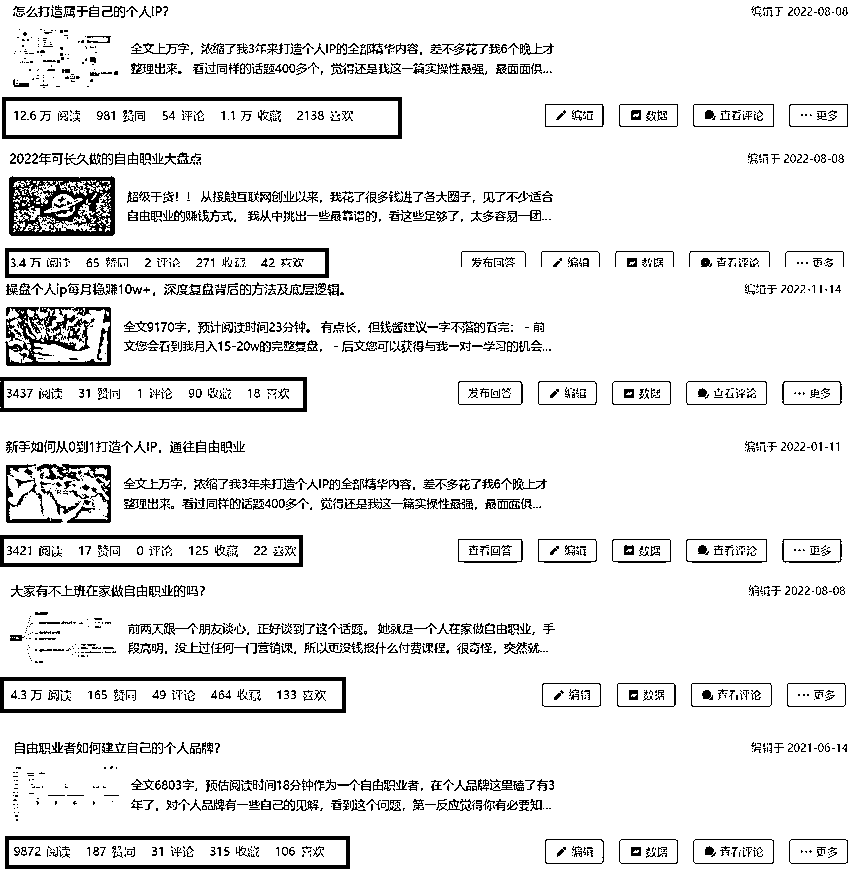 怎么打造属于自己的个人IP?
编辑于 2022-08-08
全文上万字，浓缩了我3年来打造个人IP的全部精华内容，差不多花了我6个晚上才
整理出来。 看过同样的话题400多个，觉得还是我这一篇实操性最强，最面面俱...
12.6 万 阅读 981 赞同 54 评论 1.1 万 收藏 2138 喜欢
编辑 数据 查看评论 ··· 更多
2022年可长久做的自由职业大盘点
编辑于 2022-08-08
超级干货！！ 从接触互联网创业以来，我花了很多钱进了各大圈子，见了不少适合
自由职业的赚钱方式， 我从中挑出一些最靠谱的，看这些足够了，太多容易一团...
3.4 万 阅读 65 赞同 2 评论 271 收藏 42 喜欢
发布回答 编辑 数据 查看评论 ··· 更多
操盘个人ip每月稳赚10w+，深度复盘背后的方法及底层逻辑。
编辑于 2022-11-14
全文9170字，预计阅读时间23分钟。 有点长，但钱酱建议一字不落的看完： - 前
文您会看到我月入15-20w的完整复盘， - 后文您可以获得与我一对一学习的机会...
3437 阅读 31 赞同 1 评论 90 收藏 18 喜欢
发布回答 编辑 数据 查看评论 ··· 更多
新手如何从0到1打造个人IP，通往自由职业
编辑于 2022-01-11
全文上万字，浓缩了我3年来打造个人IP的全部精华内容，差不多花了我6个晚上才
整理出来。看过同样的话题400多个，觉得还是我这一篇实操性最强，最面面俱...
3421 阅读 17 赞同 0 评论 125 收藏 22 喜欢
查看回答 编辑 数据 查看评论 ··· 更多
大家有不上班在家做自由职业的吗?
编辑于 2022-08-08
前两天跟一个朋友谈心，正好谈到了这个话题。 她就是一个人在家做自由职业，手
段高明，没上过任何一门营销课，所以更没钱报什么付费课程。很奇怪，突然就...
4.3 万 阅读 165 赞同 49 评论 464 收藏 133 喜欢
编辑 数据 查看评论 ··· 更多
自由职业者如何建立自己的个人品牌?
编辑于 2021-06-14
全文6803字，预估阅读时间18分钟作为一个自由职业者，在个人品牌这里磕了有3
年了，对个人品牌有一些自己的见解，看到这个问题，第一反应觉得你有必要知...
9872 阅读 187 赞同 31 评论 315 收藏 106 喜欢
编辑 数据 查看评论 ··· 更多